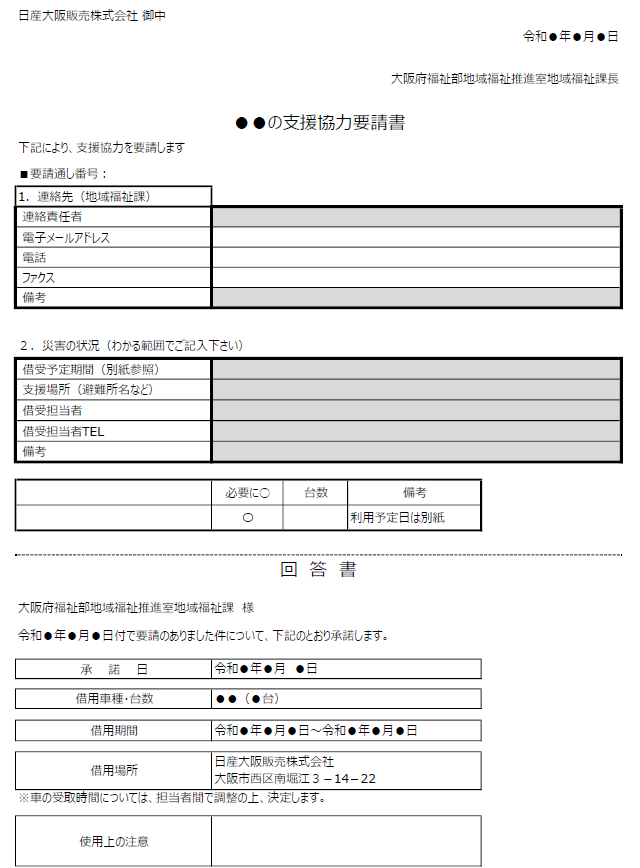 日産大阪販売株式会社 御中
令和●年●月●日
大阪府福祉部地域福祉推進室地域福祉課長
●●の支援協力要請書
下記により、支援協力を要請します
■要請通し番号：
1．連絡先（地域福祉課）
連絡責任者
電子メールアドレス
電話
ファクス
備考
２．災害の状況（わかる範囲でご記入下さい）
借受予定期間（別紙参照）
支援場所（避難所名など）
借受担当者
借受担当者TEL
備考
必要に〇 台数 備考
〇 利用予定日は別紙
回 答 書
大阪府福祉部地域福祉推進室地域福祉課 様
令和●年●月●日付で要請のありました件について、下記のとおり承諾します。
承 諾 日 令和●年●月 ●日
借用車種・台数 ●●（●台）
借用期間 令和●年●月●日～令和●年●月●日
借用場所 日産大阪販売株式会社
大阪市西区南堀江３－14－22
※車の受取時間については、担当者間で調整の上、決定します。
使用上の注意